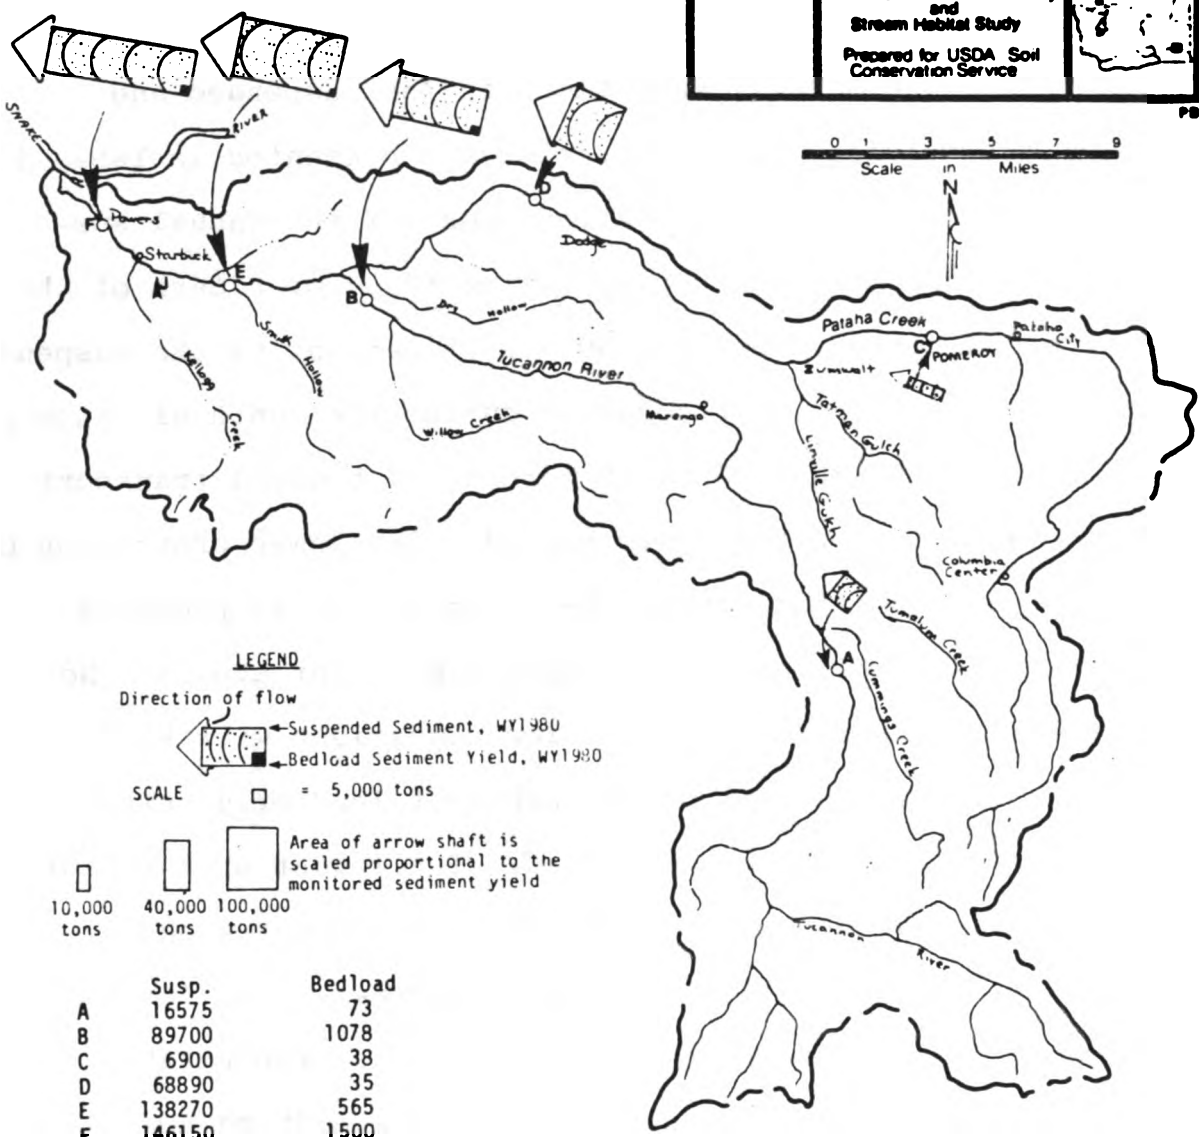 and
Stream Habitat Study
Prepared for USDA Soil
Conservation Service
0 1 3 5 7 9
Scale in Miles
N
SNAKE
RIVER
F Powers
Starbuck
E
B
D
Dodge
Dry Hollow
Smith Hollow
Kellogg Creek
Willow Creek
Tucannon River
Marengo
Pataha Creek
Pataha City
C
POMEROY
Zumwalt
Tatman Gulch
Linville Gulch
Columbia Center
Tumalum Creek
A
Cummings Creek
Tucannon River
LEGEND
Direction of flow
Suspended Sediment, WY1980
Bedload Sediment Yield, WY1980
SCALE = 5,000 tons
Area of arrow shaft is
scaled proportional to the
monitored sediment yield
10,000 40,000 100,000
tons tons tons
Susp. Bedload
A 16575 73
B 89700 1078
C 6900 38
D 68890 35
E 138270 565
F 146150 1500